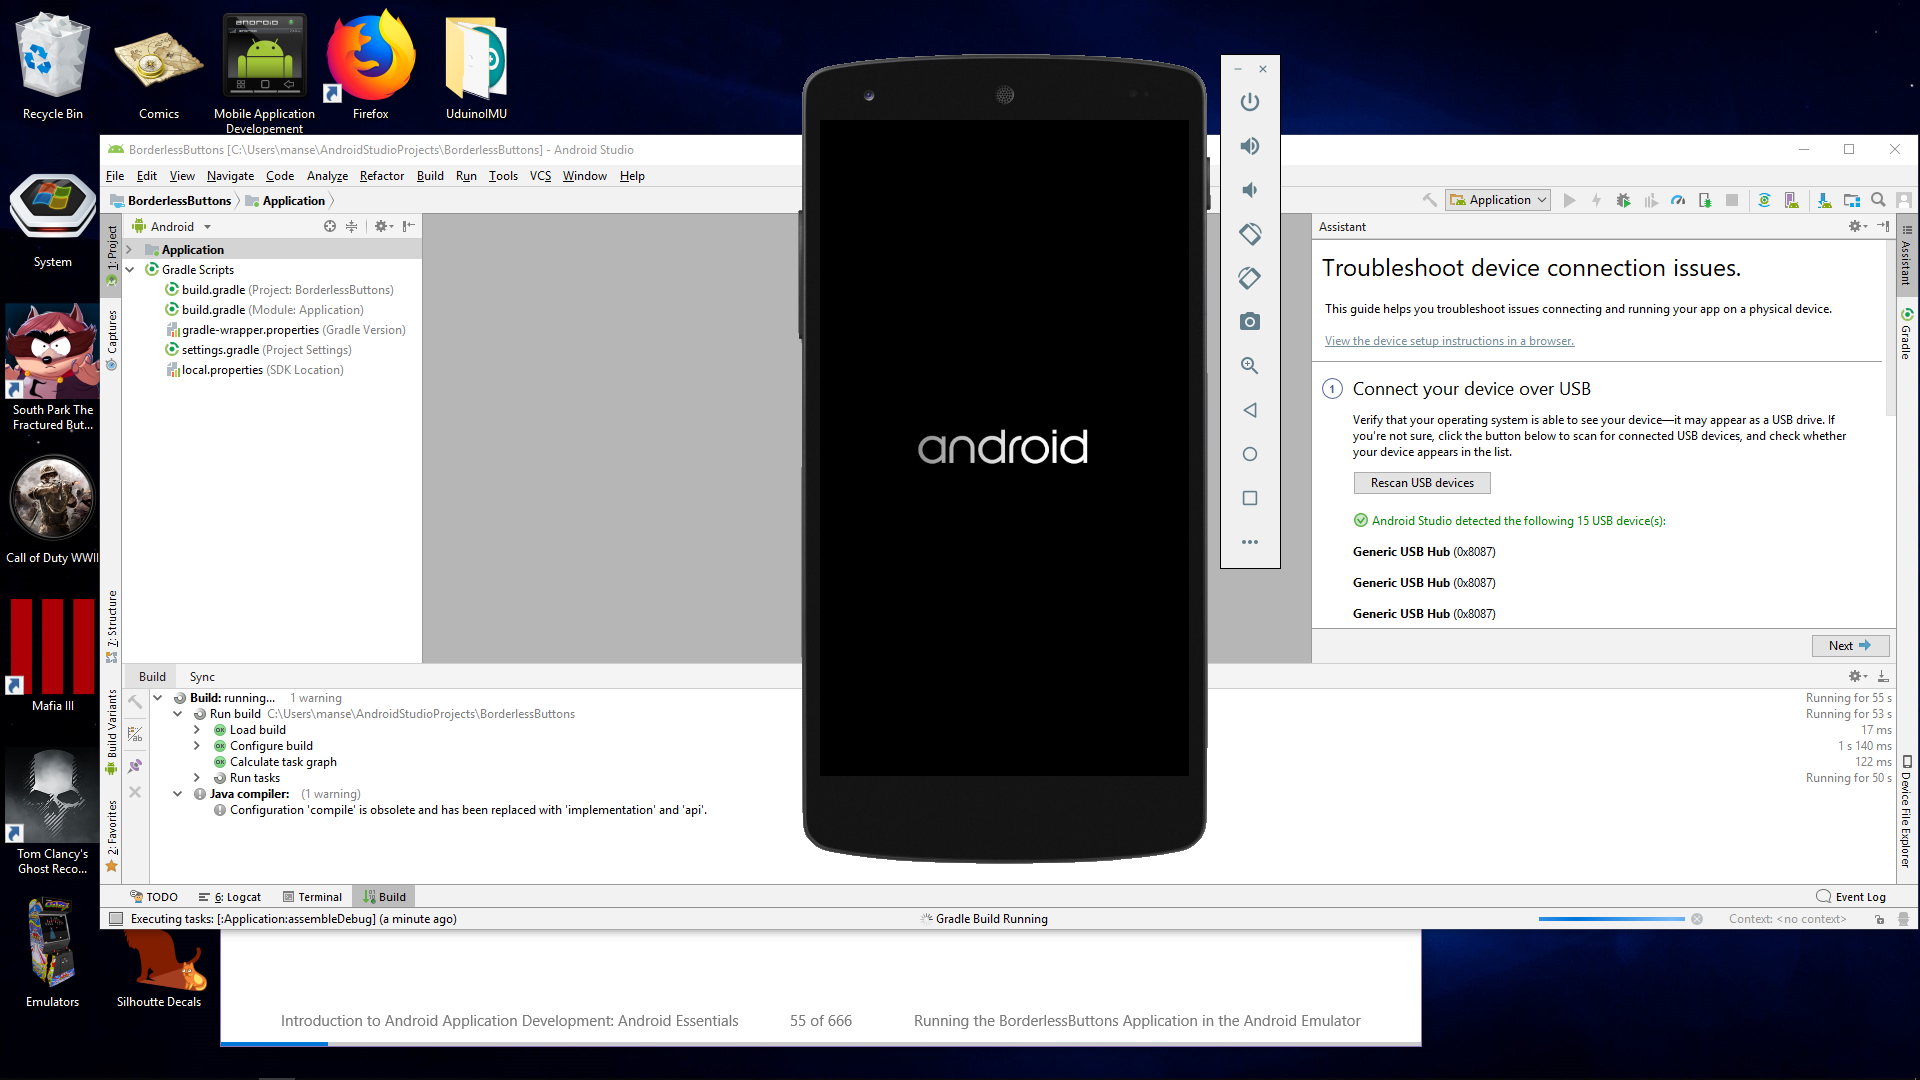 Recycle Bin
Comics
Mobile Application
Developement
Firefox
UduinoIMU
System
South Park The
Fractured But...
Call of Duty WWII
Mafia III
Tom Clancy's
Ghost Reco...
Emulators
Silhoutte Decals
BorderlessButtons [C:\Users\manse\AndroidStudioProjects\BorderlessButtons] - Android Studio
File Edit View Navigate Code Analyze Refactor Build Run Tools VCS Window Help
BorderlessButtons Application
Application
1: Project
Captures
7: Structure
Build Variants
2: Favorites
Android
Application
Gradle Scripts
build.gradle (Project: BorderlessButtons)
build.gradle (Module: Application)
gradle-wrapper.properties (Gradle Version)
settings.gradle (Project Settings)
local.properties (SDK Location)
android
Assistant
Troubleshoot device connection issues.
This guide helps you troubleshoot issues connecting and running your app on a physical device.
View the device setup instructions in a browser.
1 Connect your device over USB
Verify that your operating system is able to see your device—it may appear as a USB drive. If
you're not sure, click the button below to scan for connected USB devices, and check whether
your device appears in the list.
Rescan USB devices
Android Studio detected the following 15 USB device(s):
Generic USB Hub (0x8087)
Generic USB Hub (0x8087)
Generic USB Hub (0x8087)
Next
Assistant
Gradle
Device File Explorer
Build Sync
Build: running... 1 warning Running for 55 s
Run build C:\Users\manse\AndroidStudioProjects\BorderlessButtons Running for 53 s
OK Load build 17 ms
OK Configure build 1 s 140 ms
OK Calculate task graph 122 ms
Run tasks Running for 50 s
Java compiler: (1 warning)
Configuration 'compile' is obsolete and has been replaced with 'implementation' and 'api'.
TODO 6: Logcat Terminal Build Event Log
Executing tasks: [:Application:assembleDebug] (a minute ago) Gradle Build Running Context: <no context>
Introduction to Android Application Development: Android Essentials 55 of 666 Running the BorderlessButtons Application in the Android Emulator